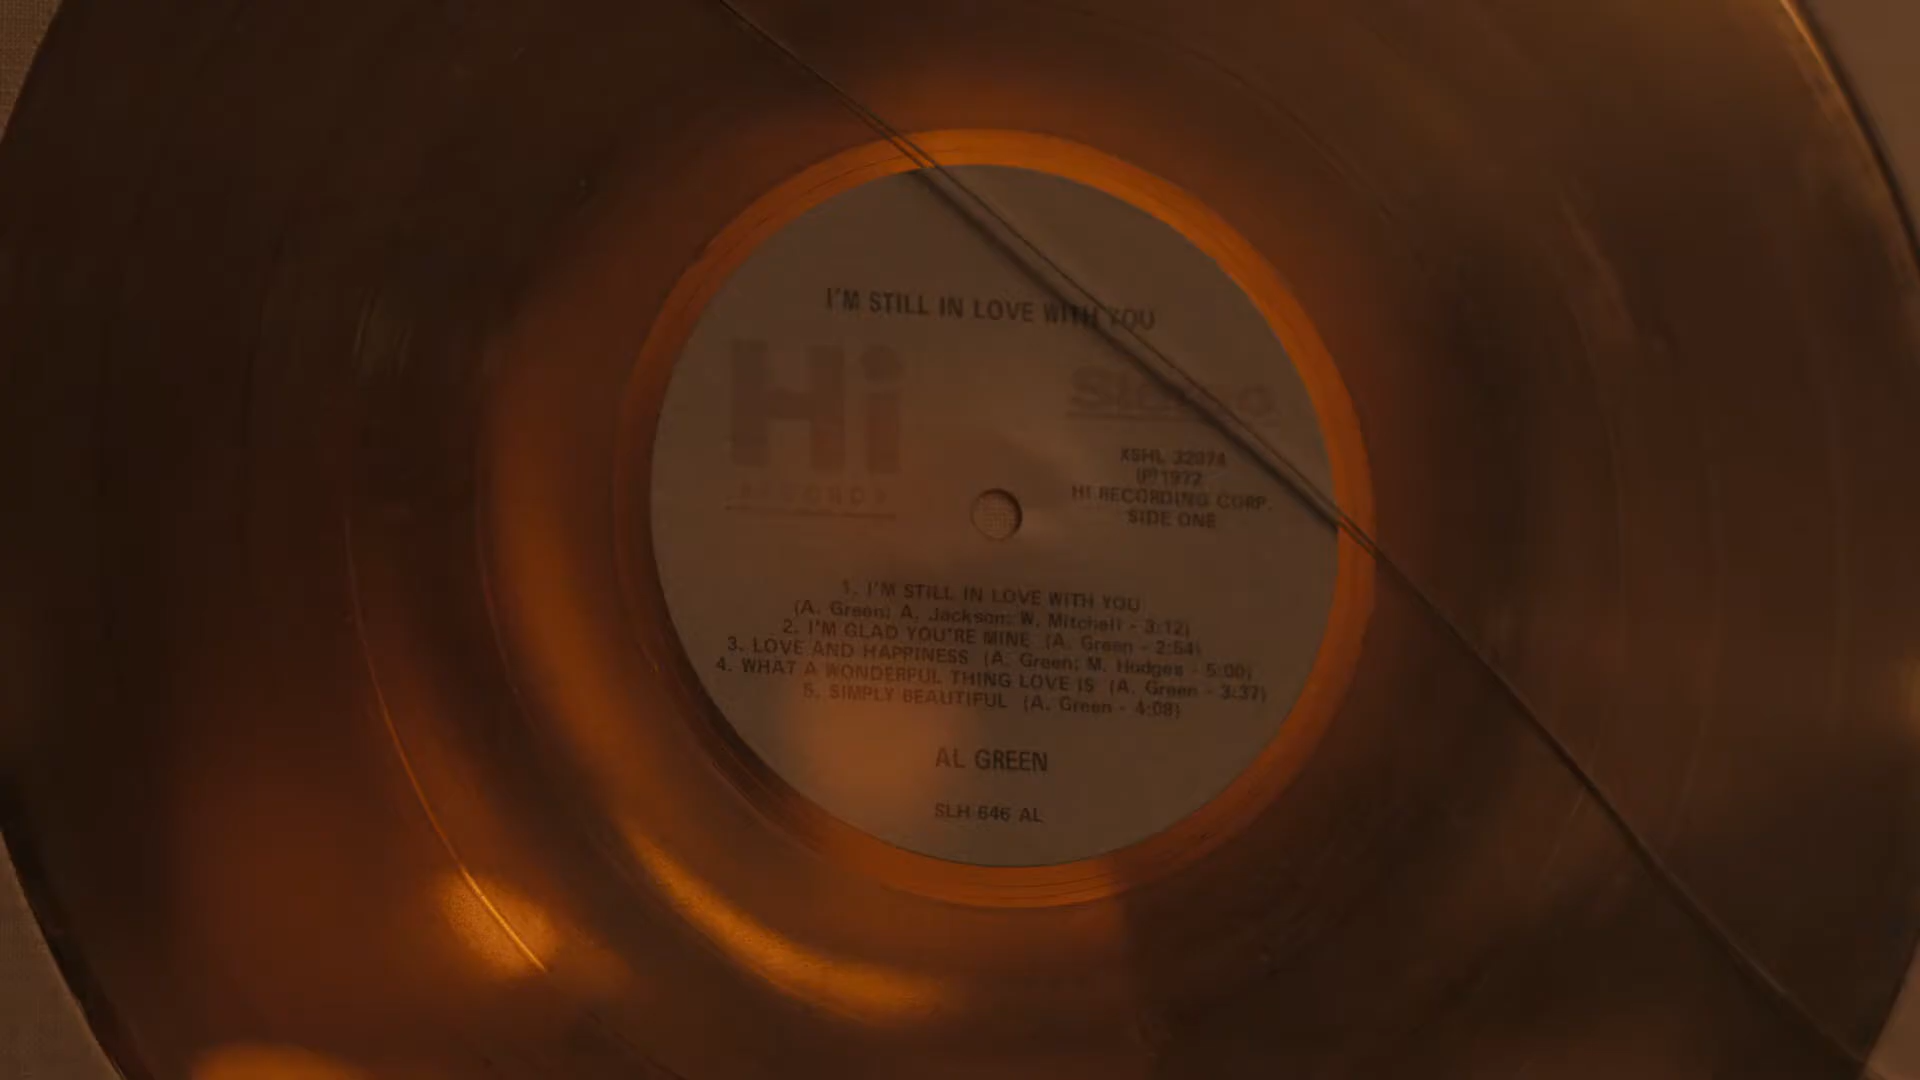 I'M STILL IN LOVE WITH YOU
Hi
Stereo
RECORDS
XSHL 32074
(P) 1972
HI RECORDING CORP.
SIDE ONE
1. I'M STILL IN LOVE WITH YOU
(A. Green; A. Jackson; W. Mitchell - 3:12)
2. I'M GLAD YOU'RE MINE (A. Green - 2:54)
3. LOVE AND HAPPINESS (A. Green; M. Hodges - 5:00)
4. WHAT A WONDERFUL THING LOVE IS (A. Green - 3:37)
5. SIMPLY BEAUTIFUL (A. Green - 4:08)
AL GREEN
SLH 646 AL